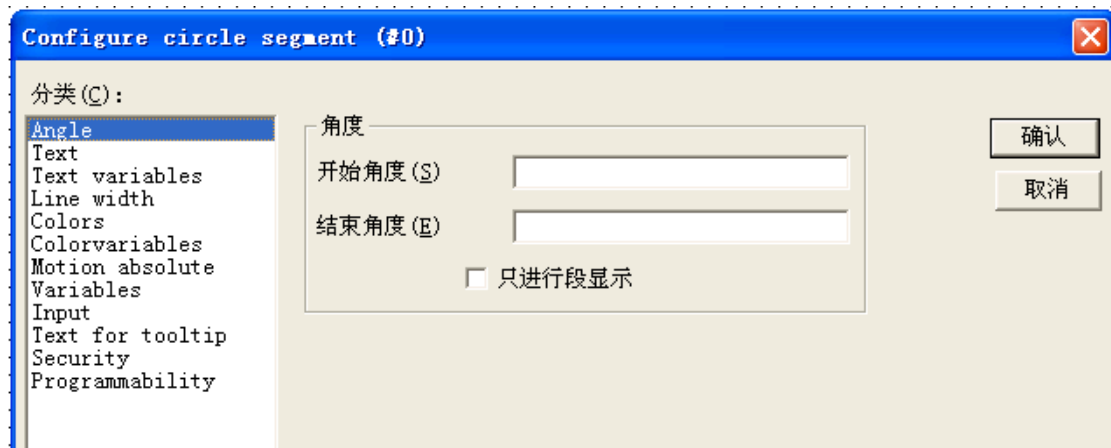 Configure circle segment (#0)
分类(C):
Angle
Text
Text variables
Line width
Colors
Colorvariables
Motion absolute
Variables
Input
Text for tooltip
Security
Programmability
角度
开始角度(S)
结束角度(E)
只进行段显示
确认
取消